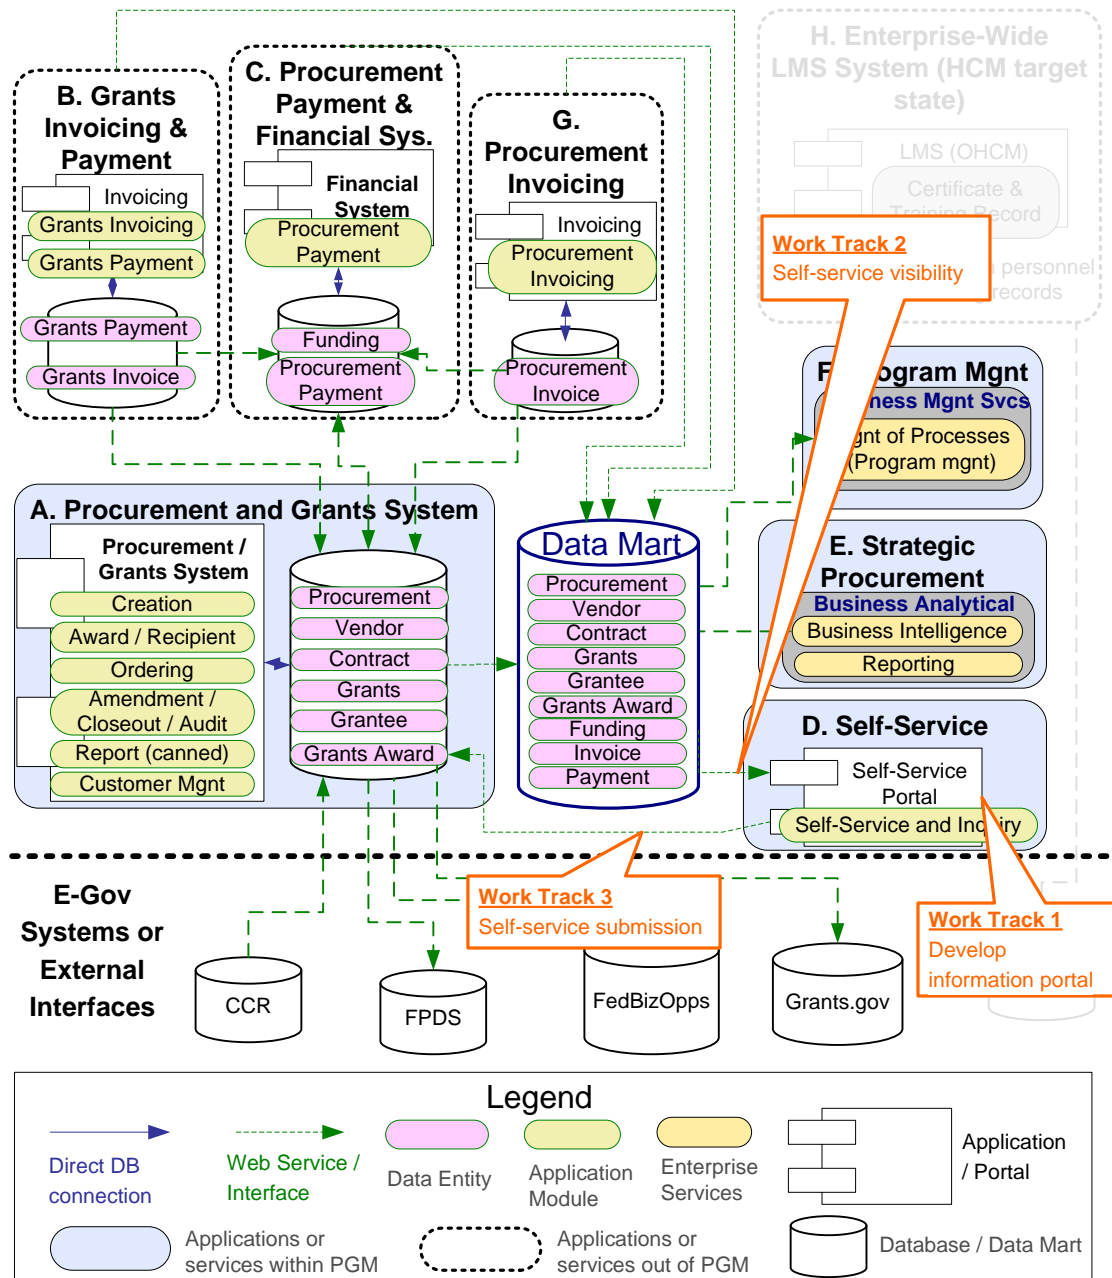 H. Enterprise-Wide
LMS System (HCM target
state)
LMS (OHCM)
Certificate &
Training Record
personnel
records
B. Grants
Invoicing &
Payment
Invoicing
Grants Invoicing
Grants Payment
Grants Payment
Grants Invoice
C. Procurement
Payment &
Financial Sys.
Financial
System
Procurement
Payment
Funding
Procurement
Payment
G.
Procurement
Invoicing
Invoicing
Procurement
Invoicing
Procurement
Invoice
Work Track 2
Self-service visibility
F. Program Mgnt
ness Mgnt Svcs
gnt of Processes
(Program mgnt)
A. Procurement and Grants System
Procurement /
Grants System
Creation
Award / Recipient
Ordering
Amendment /
Closeout / Audit
Report (canned)
Customer Mgnt
Procurement
Vendor
Contract
Grants
Grantee
Grants Award
Data Mart
Procurement
Vendor
Contract
Grants
Grantee
Grants Award
Funding
Invoice
Payment
E. Strategic
Procurement
Business Analytical
Business Intelligence
Reporting
D. Self-Service
Self-Service
Portal
Self-Service and Inquiry
E-Gov
Systems or
External
Interfaces
Work Track 3
Self-service submission
Work Track 1
Develop
information portal
CCR
FPDS
FedBizOpps
Grants.gov
Legend
Direct DB
connection
Web Service /
Interface
Data Entity
Application
Module
Enterprise
Services
Application
/ Portal
Applications or
services within PGM
Applications or
services out of PGM
Database / Data Mart